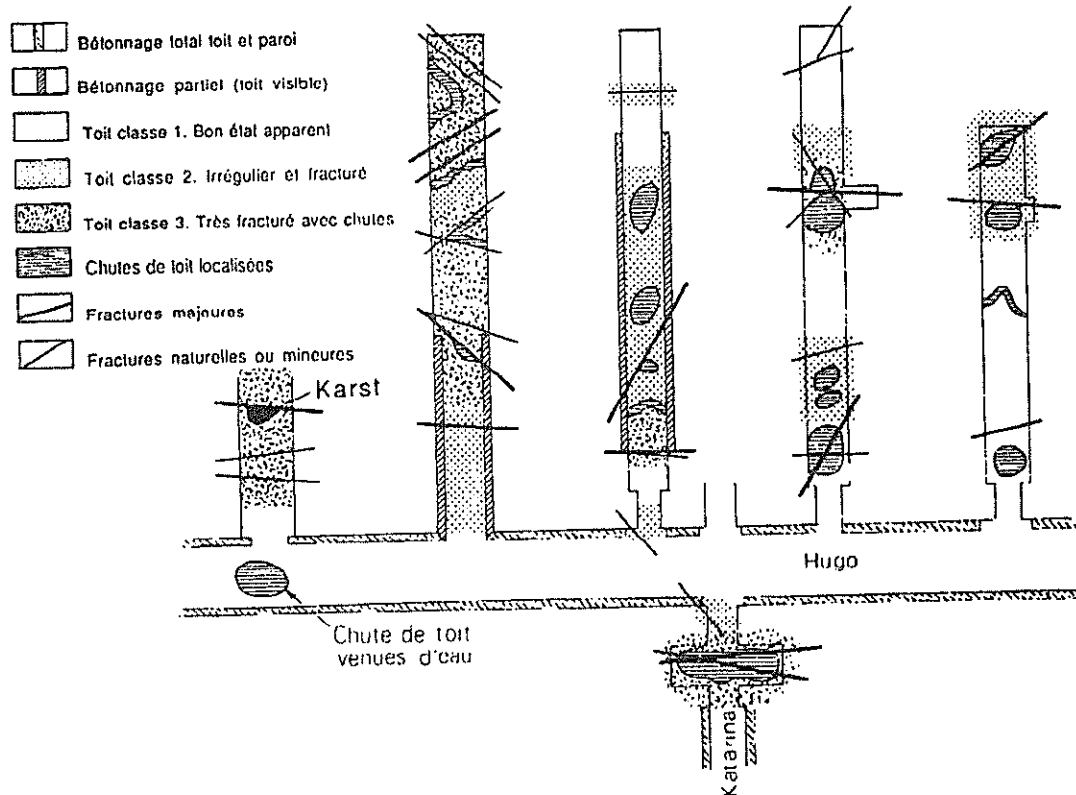 Bétonnage total toit et paroi
Bétonnage partiel (toit visible)
Toit classe 1. Bon état apparent
Toit classe 2. Irrégulier et fracturé
Toit classe 3. Très fracturé avec chutes
Chutes de toit localisées
Fractures majeures
Fractures naturelles ou mineures
Karst
Hugo
Chute de toit
venues d'eau
Katarina